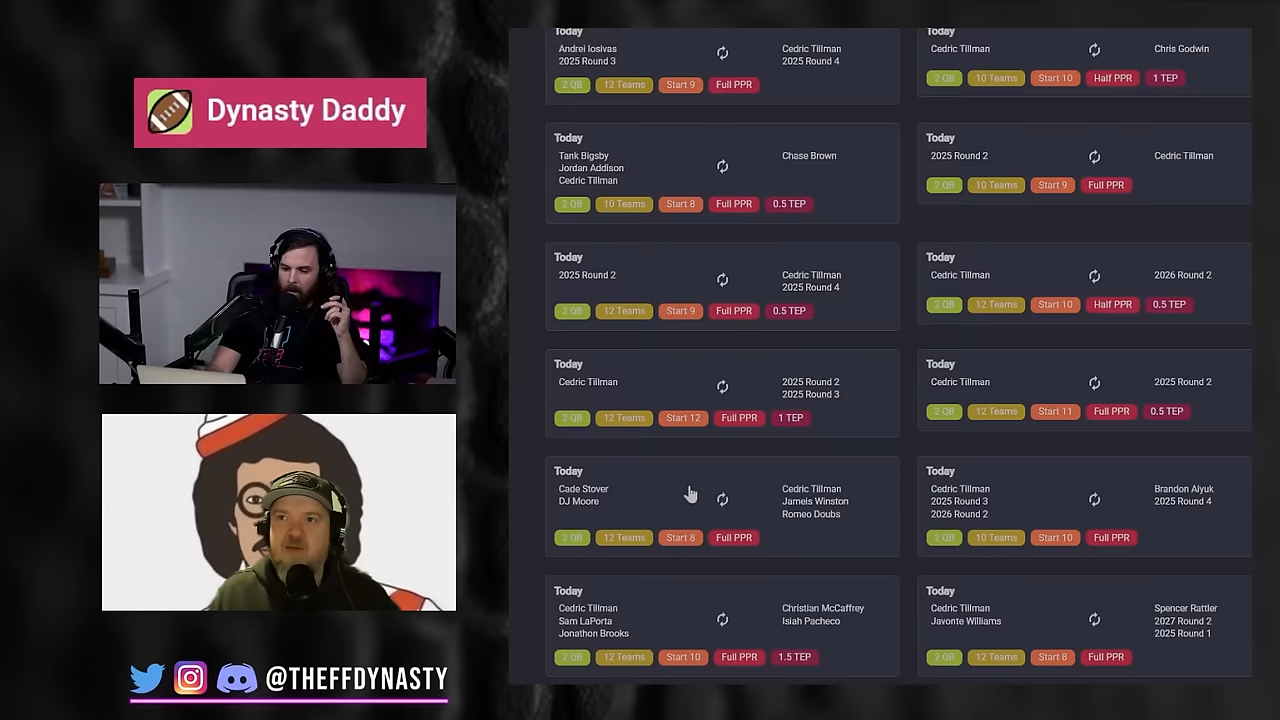 Dynasty Daddy
@THEFFDYNASTY
Today
Andrei Iosivas
2025 Round 3
Cedric Tillman
2025 Round 4
2 QB 12 Teams Start 9 Full PPR
Today
Cedric Tillman
Chris Godwin
2 QB 10 Teams Start 10 Half PPR 1 TEP
Today
Tank Bigsby
Jordan Addison
Cedric Tillman
Chase Brown
2 QB 10 Teams Start 8 Full PPR 0.5 TEP
Today
2025 Round 2
Cedric Tillman
2 QB 10 Teams Start 9 Full PPR
Today
2025 Round 2
Cedric Tillman
2025 Round 4
2 QB 12 Teams Start 9 Full PPR 0.5 TEP
Today
Cedric Tillman
2026 Round 2
2 QB 12 Teams Start 10 Half PPR 0.5 TEP
Today
Cedric Tillman
2025 Round 2
2025 Round 3
2 QB 12 Teams Start 12 Full PPR 1 TEP
Today
Cedric Tillman
2025 Round 2
2 QB 12 Teams Start 11 Full PPR 0.5 TEP
Today
Cade Stover
DJ Moore
Cedric Tillman
Jameis Winston
Romeo Doubs
2 QB 12 Teams Start 8 Full PPR
Today
Cedric Tillman
2025 Round 3
2026 Round 2
Brandon Aiyuk
2025 Round 4
2 QB 10 Teams Start 10 Full PPR
Today
Cedric Tillman
Sam LaPorta
Jonathon Brooks
Christian McCaffrey
Isiah Pacheco
2 QB 12 Teams Start 10 Full PPR 1.5 TEP
Today
Cedric Tillman
Javonte Williams
Spencer Rattler
2027 Round 2
2025 Round 1
2 QB 12 Teams Start 8 Full PPR